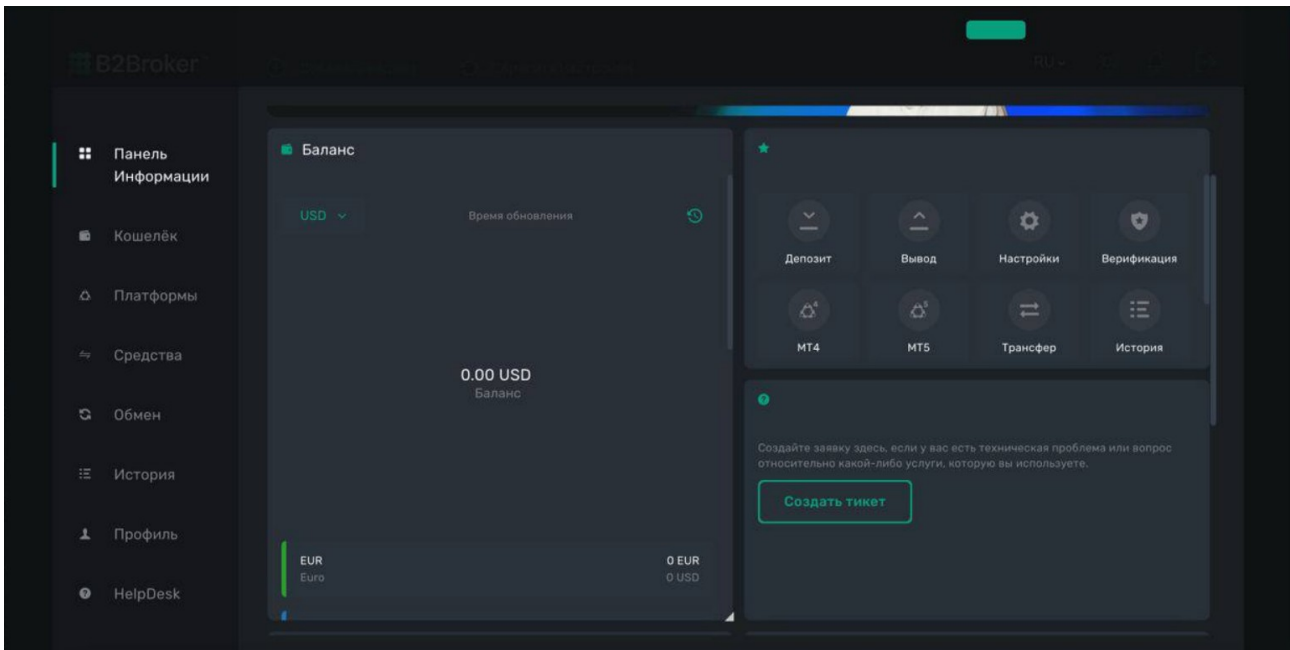 B2Broker
RU
Панель
Информации
Кошелёк
Платформы
Средства
Обмен
История
Профиль
HelpDesk
Баланс
USD
Время обновления
0.00 USD
Баланс
EUR
0 EUR
Euro
0 USD
Депозит
Вывод
Настройки
Верификация
4
5
MT4
MT5
Трансфер
История
Создайте заявку здесь, если у вас есть техническая проблема или вопрос
относительно какой-либо услуги, которую вы используете.
Создать тикет